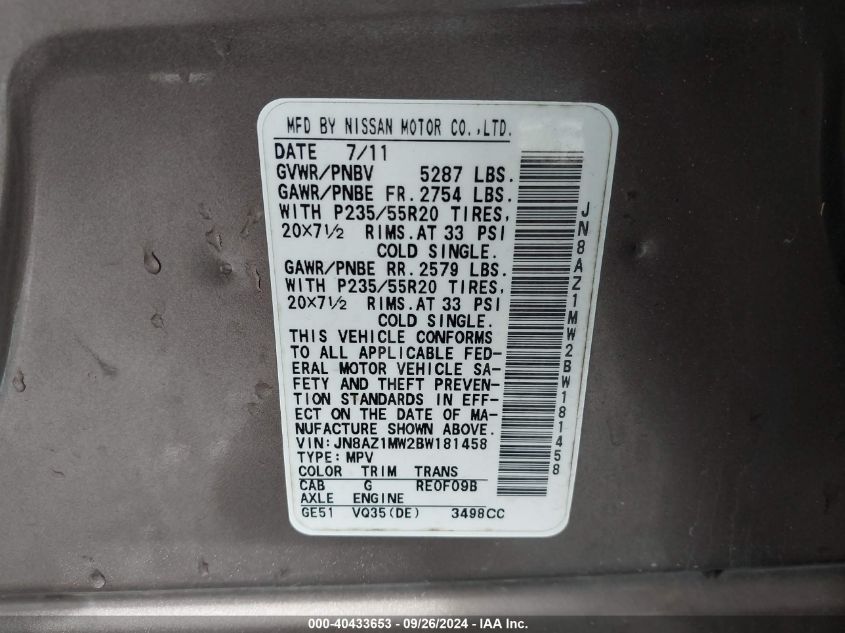 MFD BY NISSAN MOTOR CO.,LTD.
DATE 7/11
GVWR/PNBV 5287 LBS.
GAWR/PNBE FR. 2754 LBS.
WITH P235/55R20 TIRES,
20X7½ RIMS.AT 33 PSI
COLD SINGLE.
GAWR/PNBE RR. 2579 LBS.
WITH P235/55R20 TIRES,
20X7½ RIMS.AT 33 PSI
COLD SINGLE.
THIS VEHICLE CONFORMS
TO ALL APPLICABLE FED-
ERAL MOTOR VEHICLE SA-
FETY AND THEFT PREVEN-
TION STANDARDS IN EFF-
ECT ON THE DATE OF MA-
NUFACTURE SHOWN ABOVE.
VIN:JN8AZ1MW2BW181458
TYPE: MPV
COLOR TRIM TRANS
CAB G RE0F09B
AXLE ENGINE
GE51 VQ35(DE) 3498CC
JN8AZ1MW2BW181458
000-40433653 - 09/26/2024 - IAA Inc.